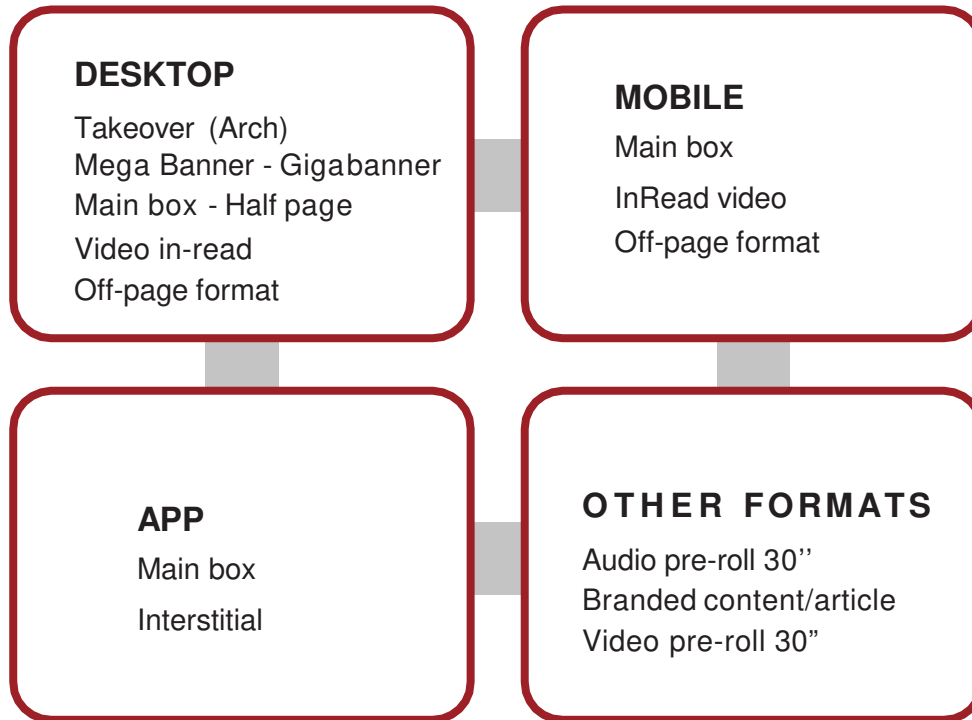 DESKTOP
Takeover (Arch)
Mega Banner - Gigabanner
Main box - Half page
Video in-read
Off-page format
MOBILE
Main box
InRead video
Off-page format
APP
Main box
Interstitial
OTHER FORMATS
Audio pre-roll 30’’
Branded content/article
Video pre-roll 30”